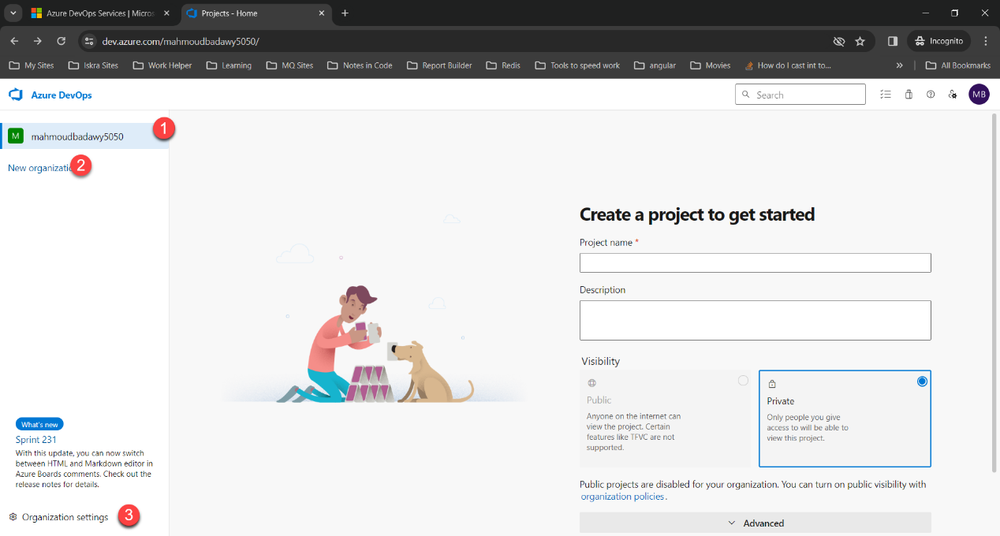 Azure DevOps Services | Micros
Projects - Home
dev.azure.com/mahmoudbadawy5050/
Incognito
My Sites
Iskra Sites
Work Helper
Learning
MQ Sites
Notes in Code
Report Builder
Redis
Tools to speed work
angular
Movies
How do I cast int to...
All Bookmarks
Azure DevOps
Search
MB
M
mahmoudbadawy5050
1
New organizatio
2
Create a project to get started
Project name *
Description
Visibility
Public
Anyone on the internet can
view the project. Certain
features like TFVC are not
supported.
Private
Only people you give
access to will be able to
view this project.
Public projects are disabled for your organization. You can turn on public visibility with
organization policies.
Advanced
What's new
Sprint 231
With this update, you can now switch
between HTML and Markdown editor in
Azure Boards comments. Check out the
release notes for details.
Organization settings
3